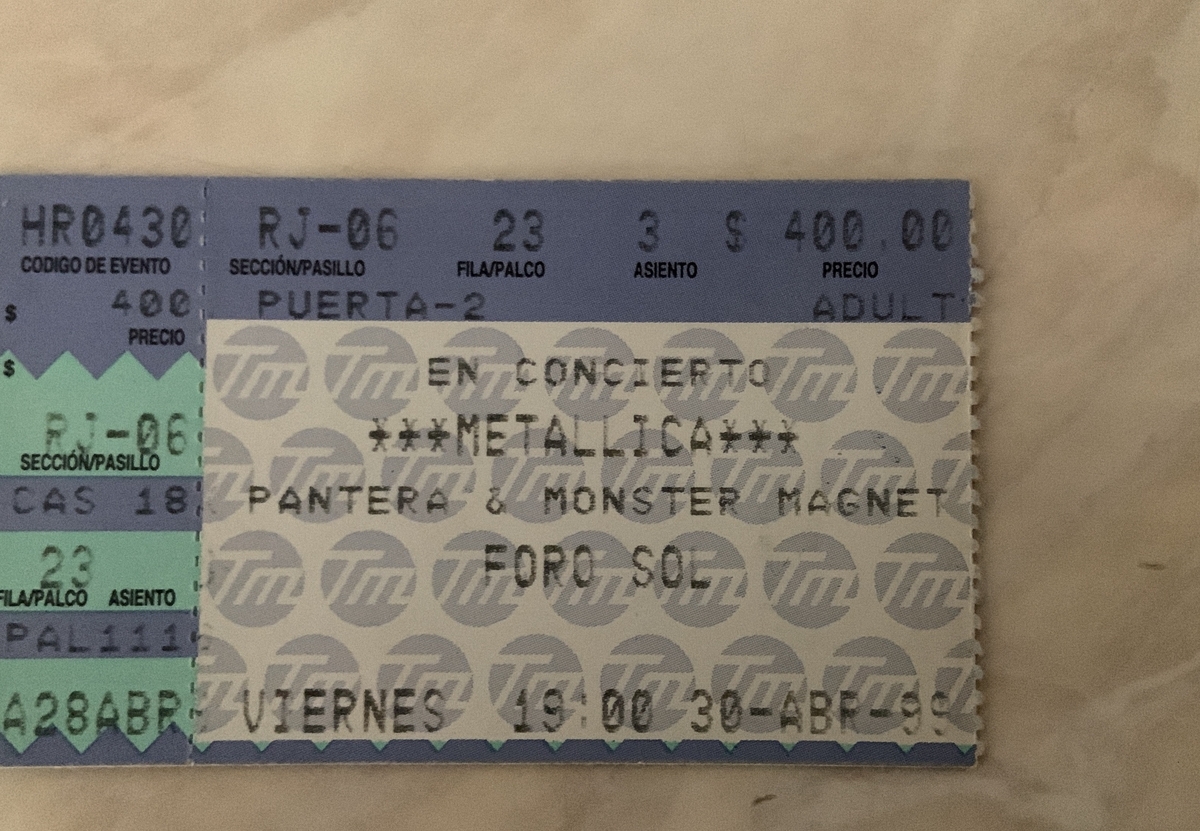 HR0430 RJ-06 23 3 $ 400.00
CODIGO DE EVENTO SECCIÓN/PASILLO FILA/PALCO ASIENTO PRECIO
$ 400 PUERTA-2 ADULT
PRECIO
$
EN CONCIERTO
RJ-06 ***METALLICA***
SECCIÓN/PASILLO
CAS 18 PANTERA & MONSTER MAGNET
23 FORO SOL
FILA/PALCO ASIENTO
PAL111
A28ABR VIERNES 19:00 30-ABR-99